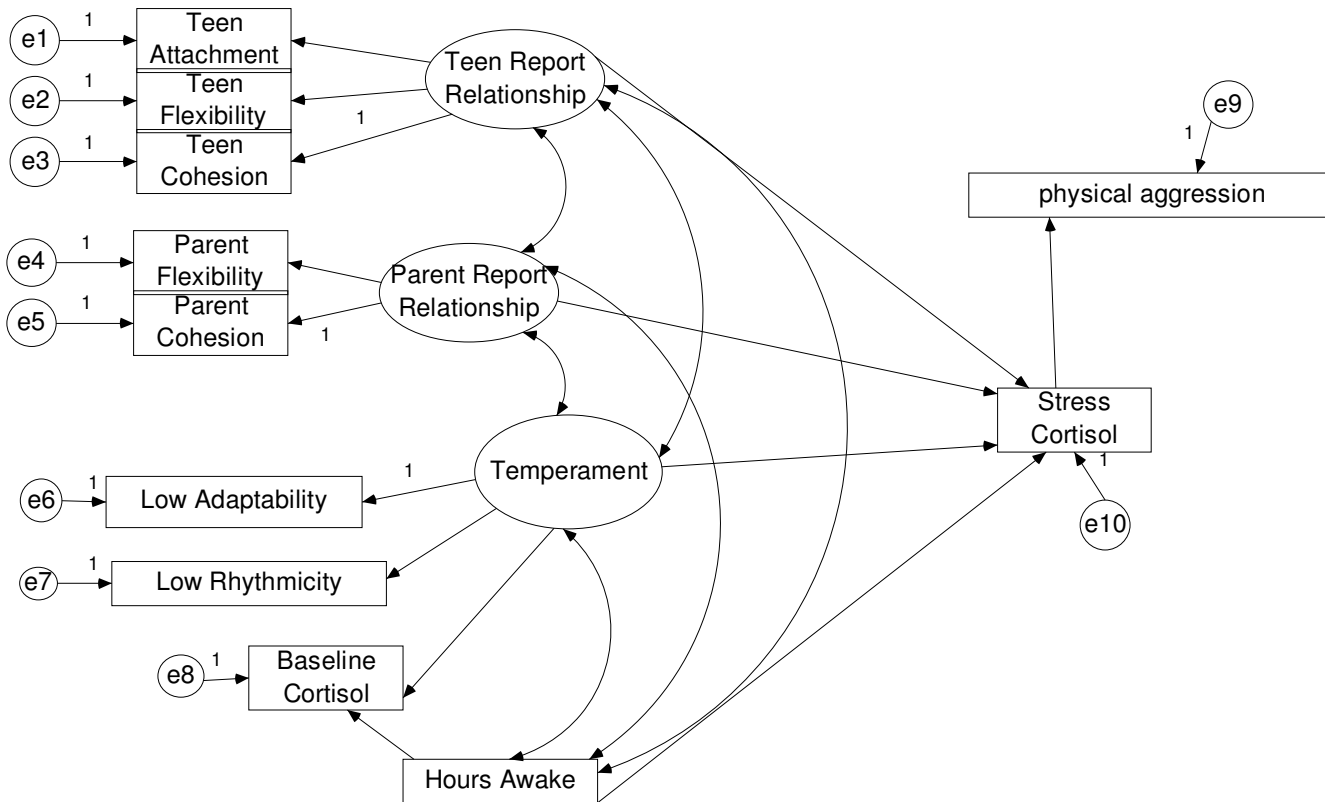 e1
1
Teen
Attachment
e2
1
Teen
Flexibility
e3
1
Teen
Cohesion
1
Teen Report
Relationship
e9
1
physical aggression
e4
1
Parent
Flexibility
e5
1
Parent
Cohesion
1
Parent Report
Relationship
Stress
Cortisol
1
e10
Temperament
1
e6
1
Low Adaptability
e7
1
Low Rhythmicity
e8
1
Baseline
Cortisol
Hours Awake